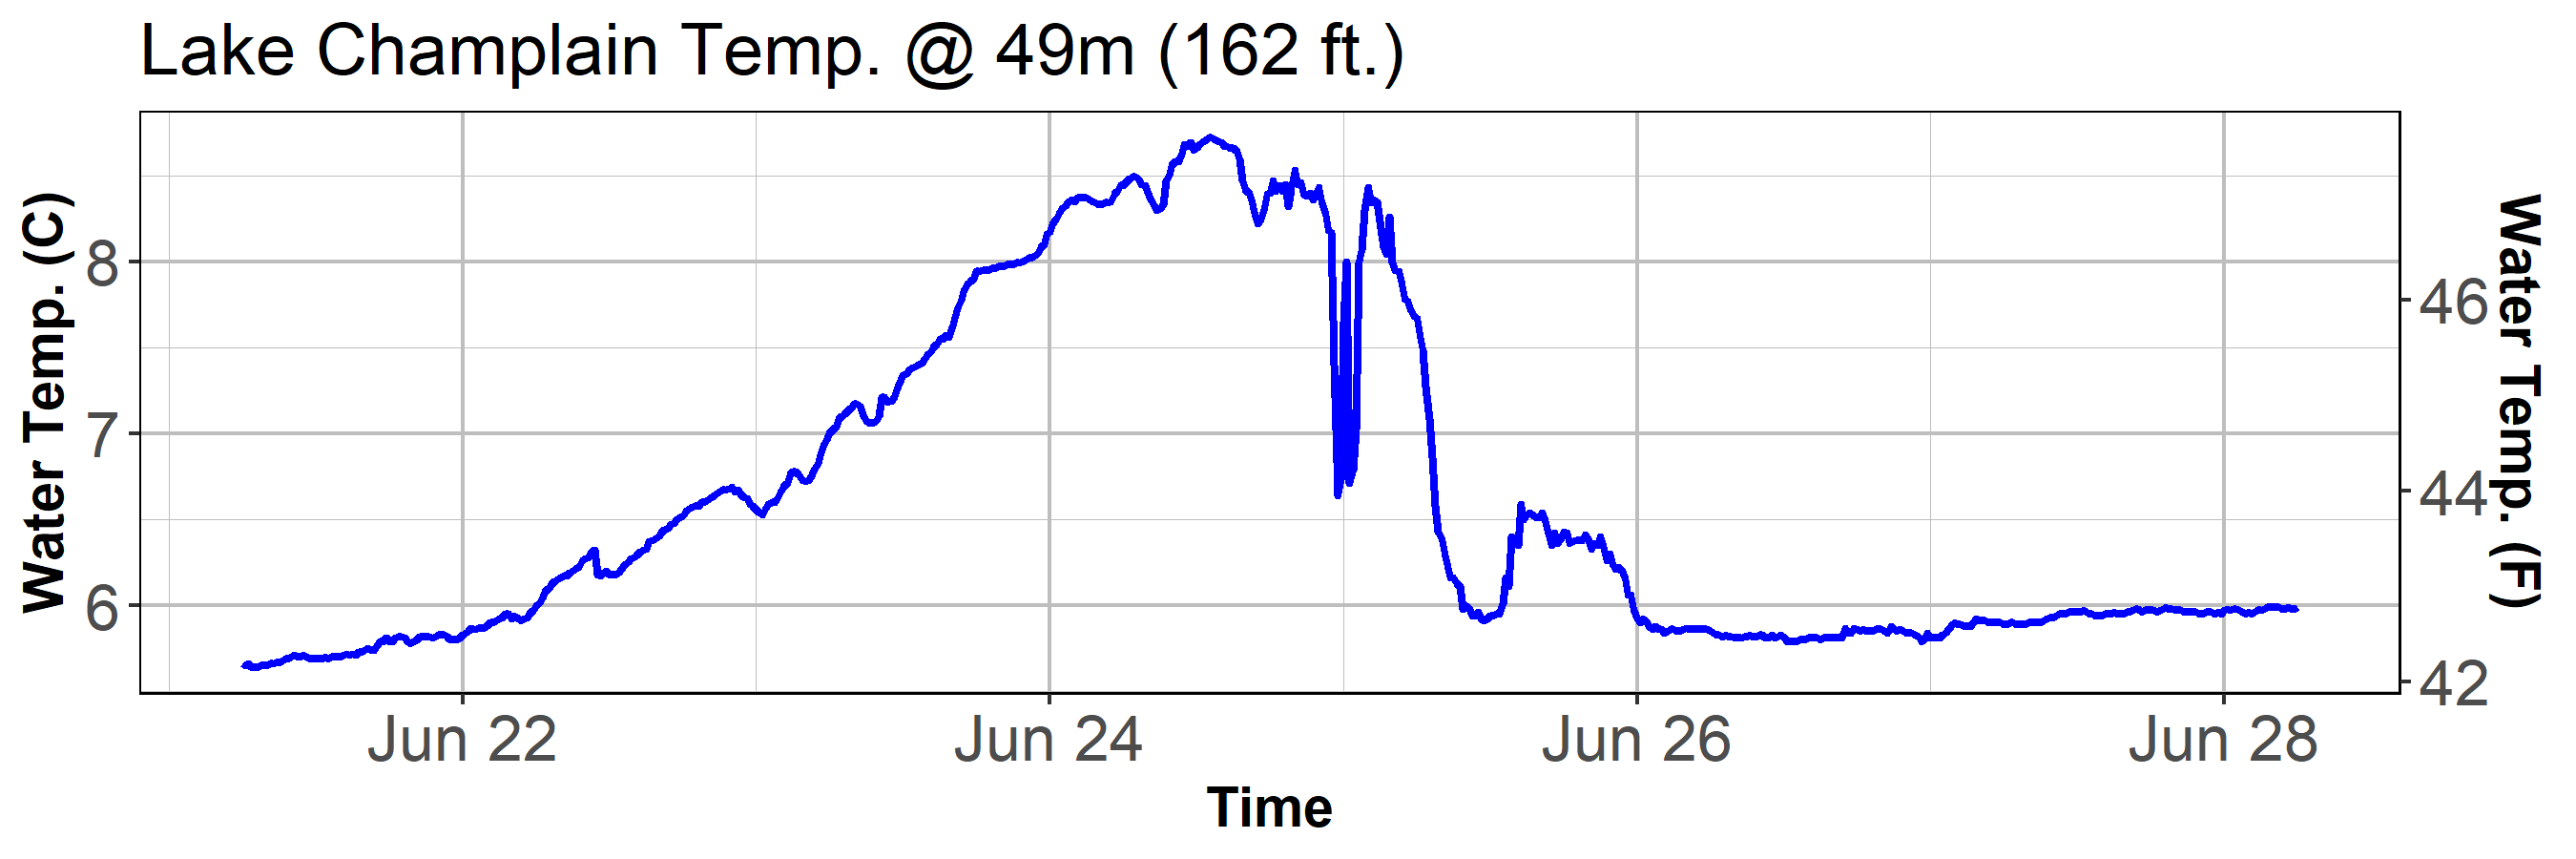 Lake Champlain Temp. @ 49m (162 ft.)
Water Temp. (C)
8
7
6
46
44
42
Water Temp. (F)
Jun 22
Jun 24
Jun 26
Jun 28
Time